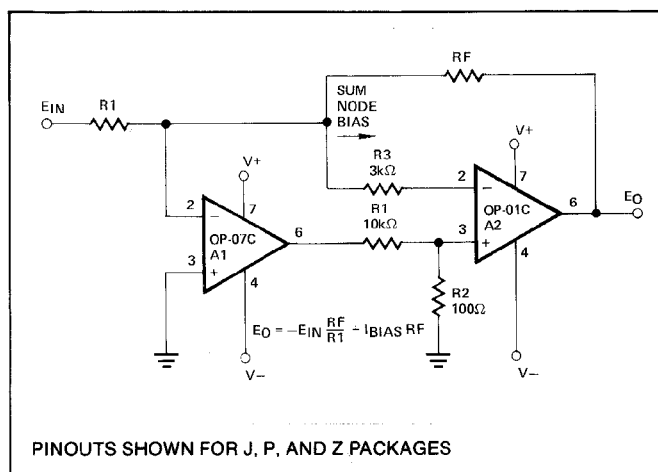 RF
SUM
NODE
BIAS
EIN
R1
R3
3kΩ
V+
7
2
−
OP-07C
A1
3
+
6
4
V−
R1
10kΩ
R2
100Ω
V+
7
2
−
OP-01C
A2
3
+
6
4
V−
EO
EO = −EIN RF/R1 + IBIAS RF
PINOUTS SHOWN FOR J, P, AND Z PACKAGES